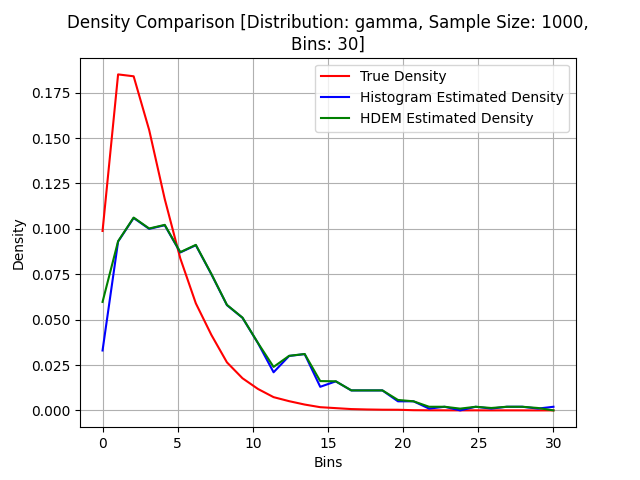 Density Comparison [Distribution: gamma, Sample Size: 1000,
Bins: 30]
True Density
Histogram Estimated Density
HDEM Estimated Density
Density
0.175
0.150
0.125
0.100
0.075
0.050
0.025
0.000
0 5 10 15 20 25 30
Bins